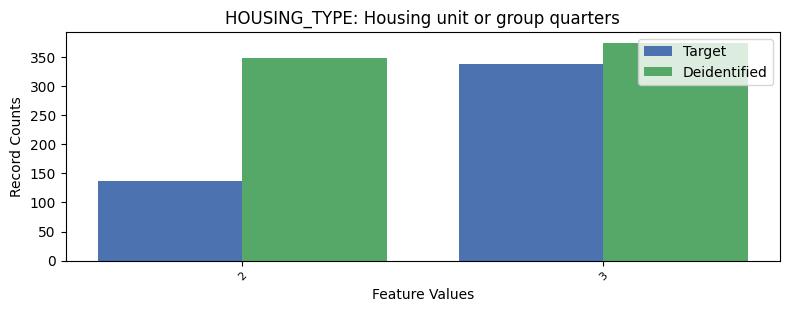 HOUSING_TYPE: Housing unit or group quarters
Target
Deidentified
Record Counts
350
300
250
200
150
100
50
0
2
3
Feature Values